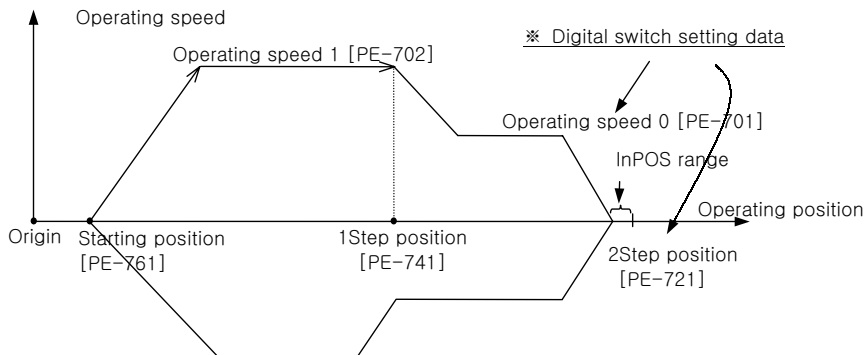 Operating speed
※ Digital switch setting data
Operating speed 1 [PE-702]
Operating speed 0 [PE-701]
InPOS range
Operating position
Origin
Starting position
[PE-761]
1Step position
[PE-741]
2Step position
[PE-721]